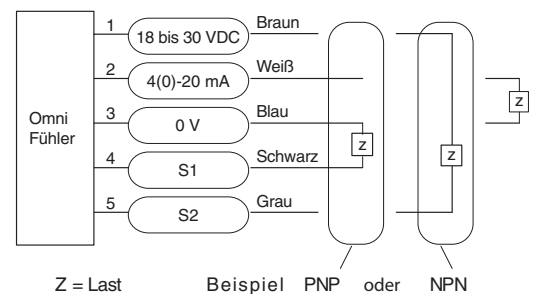 1 18 bis 30 VDC Braun
2 4(0)-20 mA Weiß
Z
Omni
Fühler
3 0 V Blau
Z
Z
4 S1 Schwarz
5 S2 Grau
Z = Last Beispiel PNP oder NPN